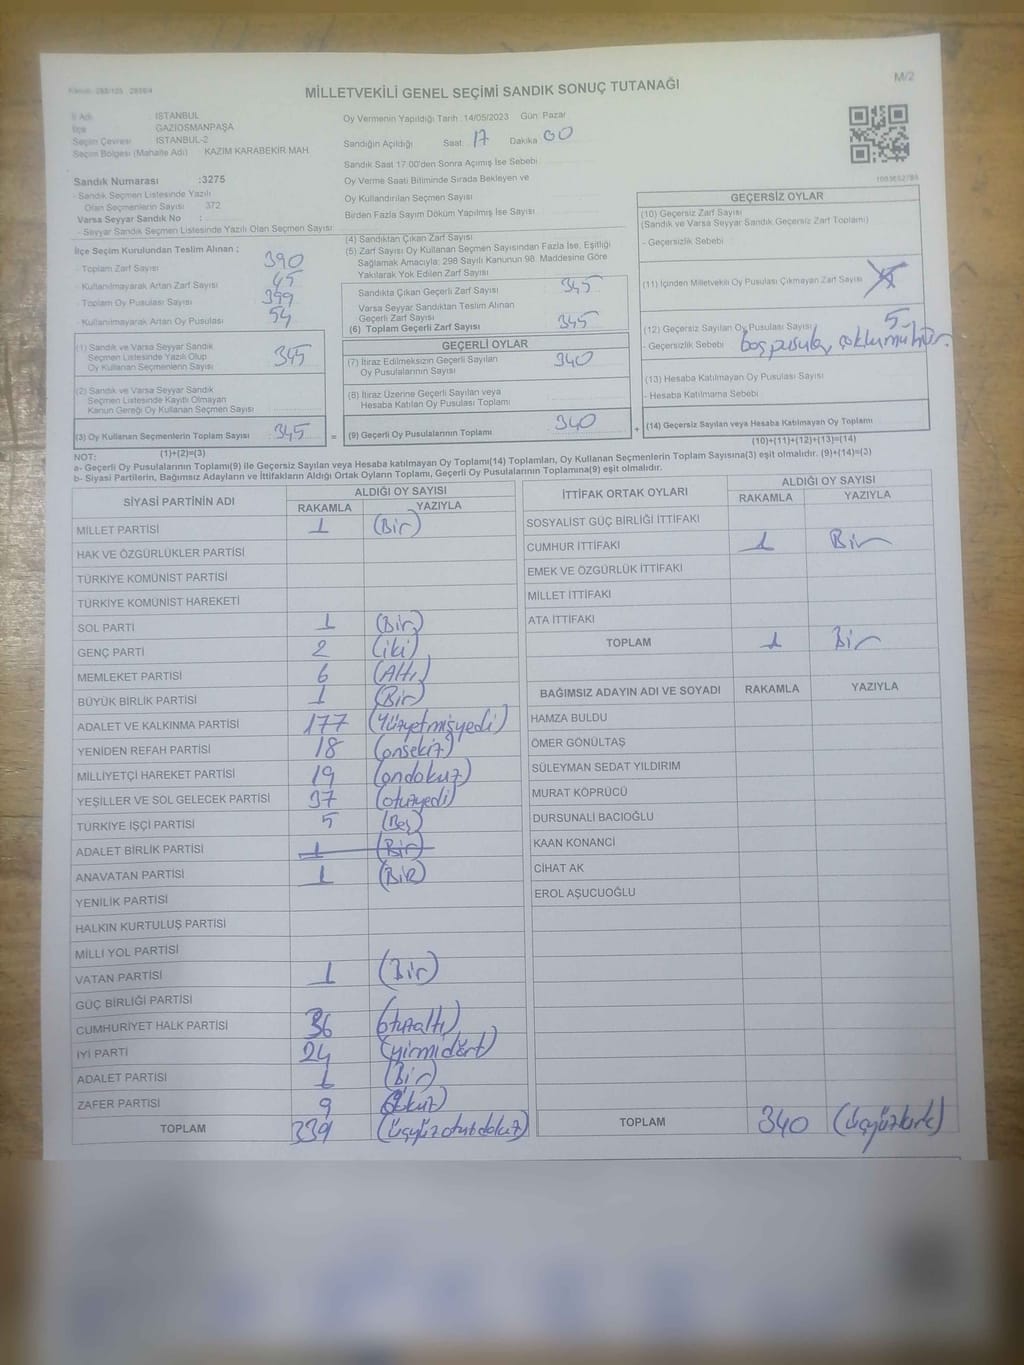 MİLLETVEKİLİ GENEL SEÇİMİ SANDIK SONUÇ TUTANAĞI
M/2
İl Adı : İSTANBUL
İlçe GAZİOSMANPAŞA
Seçim Çevresi İSTANBUL-2
Seçim Bölgesi (Mahalle Adı) KAZIM KARABEKİR MAH
Oy Vermenin Yapıldığı Tarih :14/05/2023 Gün: Pazar
Sandığın Açıldığı Saat 17 Dakika 00
Sandık Saat 17.00'den Sonra Açımış İse Sebebi
Oy Verme Saati Bitiminde Sırada Bekleyen ve
Oy Kullandırılan Seçmen Sayısı
Birden Fazla Sayım Döküm Yapılmış İse Sayısı
Sandık Numarası :3275
- Sandık Seçmen Listesinde Yazılı
Olan Seçmenlerin Sayısı 372
Varsa Seyyar Sandık No :
- Seyyar Sandık Seçmen Listesinde Yazılı Olan Seçmen Sayısı
İlçe Seçim Kurulundan Teslim Alınan ;
- Toplam Zarf Sayısı 390
- Kullanılmayarak Artan Zarf Sayısı 45
- Toplam Oy Pusulası Sayısı 399
- Kullanılmayarak Artan Oy Pusulası 54
(1) Sandık ve Varsa Seyyar Sandık
Seçmen Listesinde Yazılı Olup
Oy Kullanan Seçmenlerin Sayısı 345
(2) Sandık ve Varsa Seyyar Sandık
Seçmen Listesinde Kayıtlı Olmayan
Kanun Gereği Oy Kullanan Seçmen Sayısı
(3) Oy Kullanan Seçmenlerin Toplam Sayısı 345
(1)+(2)=(3)
(4) Sandıktan Çıkan Zarf Sayısı
(5) Zarf Sayısı Oy Kullanan Seçmen Sayısından Fazla İse, Eşitliği
Sağlamak Amacıyla; 298 Sayılı Kanunun 98. Maddesine Göre
Yakılarak Yok Edilen Zarf Sayısı
Sandıkta Çıkan Geçerli Zarf Sayısı 345
Varsa Seyyar Sandıktan Teslim Alınan
Geçerli Zarf Sayısı
(6) Toplam Geçerli Zarf Sayısı 345
GEÇERLİ OYLAR
(7) İtiraz Edilmeksizin Geçerli Sayılan
Oy Pusulalarının Sayısı 340
(8) İtiraz Üzerine Geçerli Sayılan veya
Hesaba Katılan Oy Pusulası Toplamı
=
(9) Geçerli Oy Pusulalarının Toplamı 340
+
GEÇERSİZ OYLAR
(10) Geçersiz Zarf Sayısı
(Sandık ve Varsa Seyyar Sandık Geçersiz Zarf Toplamı)
- Geçersizlik Sebebi
(11) İçinden Milletvekili Oy Pusulası Çıkmayan Zarf Sayısı
(12) Geçersiz Sayılan Oy Pusulası Sayısı 5
- Geçersizlik Sebebi boş pusula, çoklu mühür.
(13) Hesaba Katılmayan Oy Pusulası Sayısı
- Hesaba Katılmama Sebebi
(14) Geçersiz Sayılan veya Hesaba Katılmayan Oy Toplamı
(10)+(11)+(12)+(13)=(14)
NOT:
a- Geçerli Oy Pusulalarının Toplamı(9) ile Geçersiz Sayılan veya Hesaba katılmayan Oy Toplamı(14) Toplamları, Oy Kullanan Seçmenlerin Toplam Sayısına(3) eşit olmalıdır. (9)+(14)=(3)
b- Siyasi Partilerin, Bağımsız Adayların ve İttifakların Aldığı Ortak Oyların Toplamı, Geçerli Oy Pusulalarının Toplamına(9) eşit olmalıdır.
SİYASİ PARTİNİN ADI ALDIĞI OY SAYISI
RAKAMLA YAZIYLA
MİLLET PARTİSİ 1 (Bir)
HAK VE ÖZGÜRLÜKLER PARTİSİ
TÜRKİYE KOMÜNİST PARTİSİ
TÜRKİYE KOMÜNİST HAREKETİ
SOL PARTİ 1 (Bir)
GENÇ PARTİ 2 (iki)
MEMLEKET PARTİSİ 6 (Altı)
BÜYÜK BİRLİK PARTİSİ 1 (Bir)
ADALET VE KALKINMA PARTİSİ 177 (Yüzyetmişyedi)
YENİDEN REFAH PARTİSİ 18 (onsekiz)
MİLLİYETÇİ HAREKET PARTİSİ 19 (ondokuz)
YEŞİLLER VE SOL GELECEK PARTİSİ 37 (otuzyedi)
TÜRKİYE İŞÇİ PARTİSİ 5 (Beş)
ADALET BİRLİK PARTİSİ 1 (Bir)
ANAVATAN PARTİSİ 1 (BiR)
YENİLİK PARTİSİ
HALKIN KURTULUŞ PARTİSİ
MİLLİ YOL PARTİSİ
VATAN PARTİSİ 1 (Bir)
GÜÇ BİRLİĞİ PARTİSİ
CUMHURİYET HALK PARTİSİ 36 (otuzaltı)
İYİ PARTİ 24 (yirmidört)
ADALET PARTİSİ 1 (Bir)
ZAFER PARTİSİ 9 (dokuz)
TOPLAM 339 (üçyüzotuzdokuz)
İTTİFAK ORTAK OYLARI ALDIĞI OY SAYISI
RAKAMLA YAZIYLA
SOSYALİST GÜÇ BİRLİĞİ İTTİFAKI
CUMHUR İTTİFAKI 1 Bir
EMEK VE ÖZGÜRLÜK İTTİFAKI
MİLLET İTTİFAKI
ATA İTTİFAKI
TOPLAM 1 Bir
BAĞIMSIZ ADAYIN ADI VE SOYADI RAKAMLA YAZIYLA
HAMZA BULDU
ÖMER GÖNÜLTAŞ
SÜLEYMAN SEDAT YILDIRIM
MURAT KÖPRÜCÜ
DURSUNALİ BACIOĞLU
KAAN KONANCİ
CİHAT AK
EROL AŞUCUOĞLU
TOPLAM 340 (üçyüzkırk)